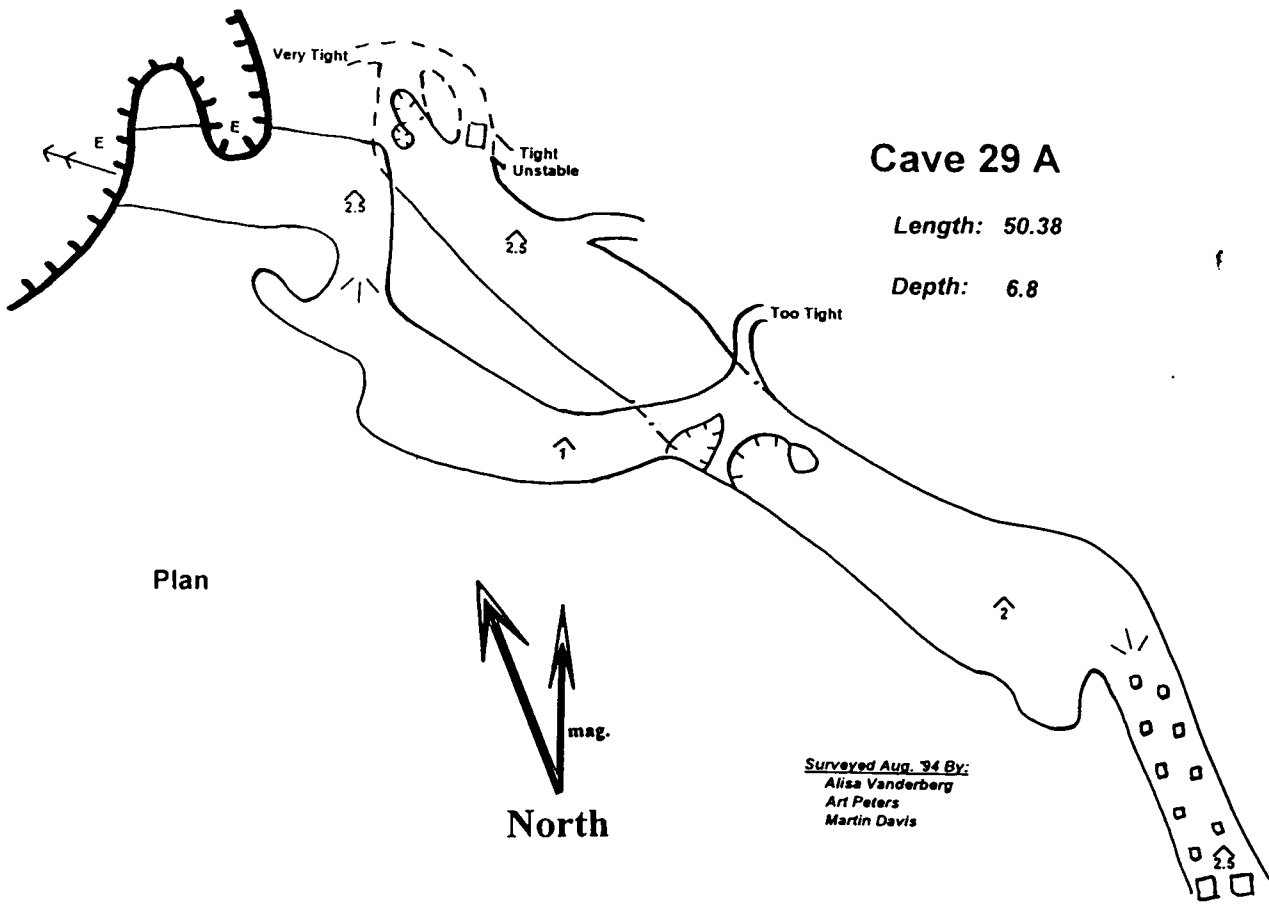 Very Tight
E
E
Tight
Unstable
Cave 29 A
Length: 50.38
Depth: 6.8
2.5
2.5
Too Tight
1
Plan
2
mag.
North
Surveyed Aug. '94 By:
Alisa Vanderberg
Art Peters
Martin Davis
2.5